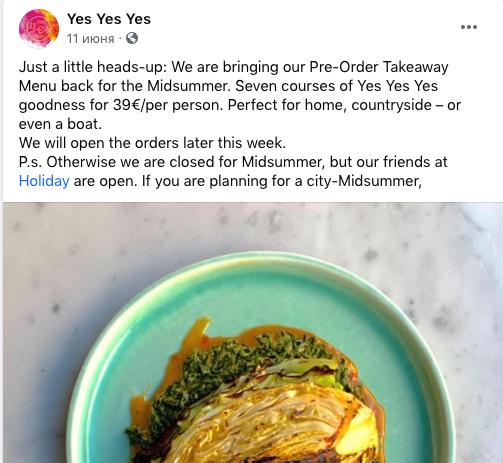 Yes Yes Yes
11 июня ·
Just a little heads-up: We are bringing our Pre-Order Takeaway
Menu back for the Midsummer. Seven courses of Yes Yes Yes
goodness for 39€/per person. Perfect for home, countryside – or
even a boat.
We will open the orders later this week.
P.s. Otherwise we are closed for Midsummer, but our friends at
Holiday are open. If you are planning for a city-Midsummer,